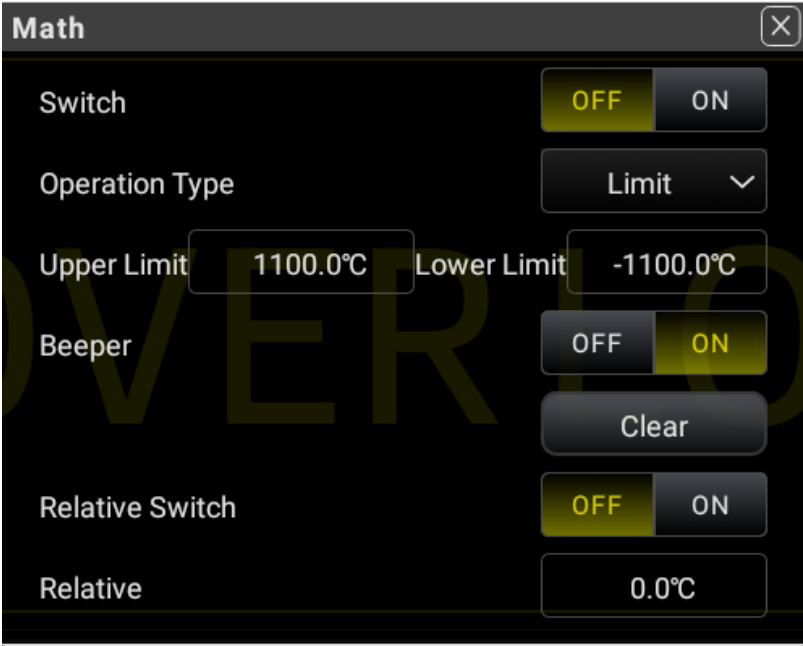 Math
Switch OFF ON
Operation Type Limit
Upper Limit 1100.0℃ Lower Limit -1100.0℃
Beeper OFF ON
Clear
Relative Switch OFF ON
Relative 0.0℃